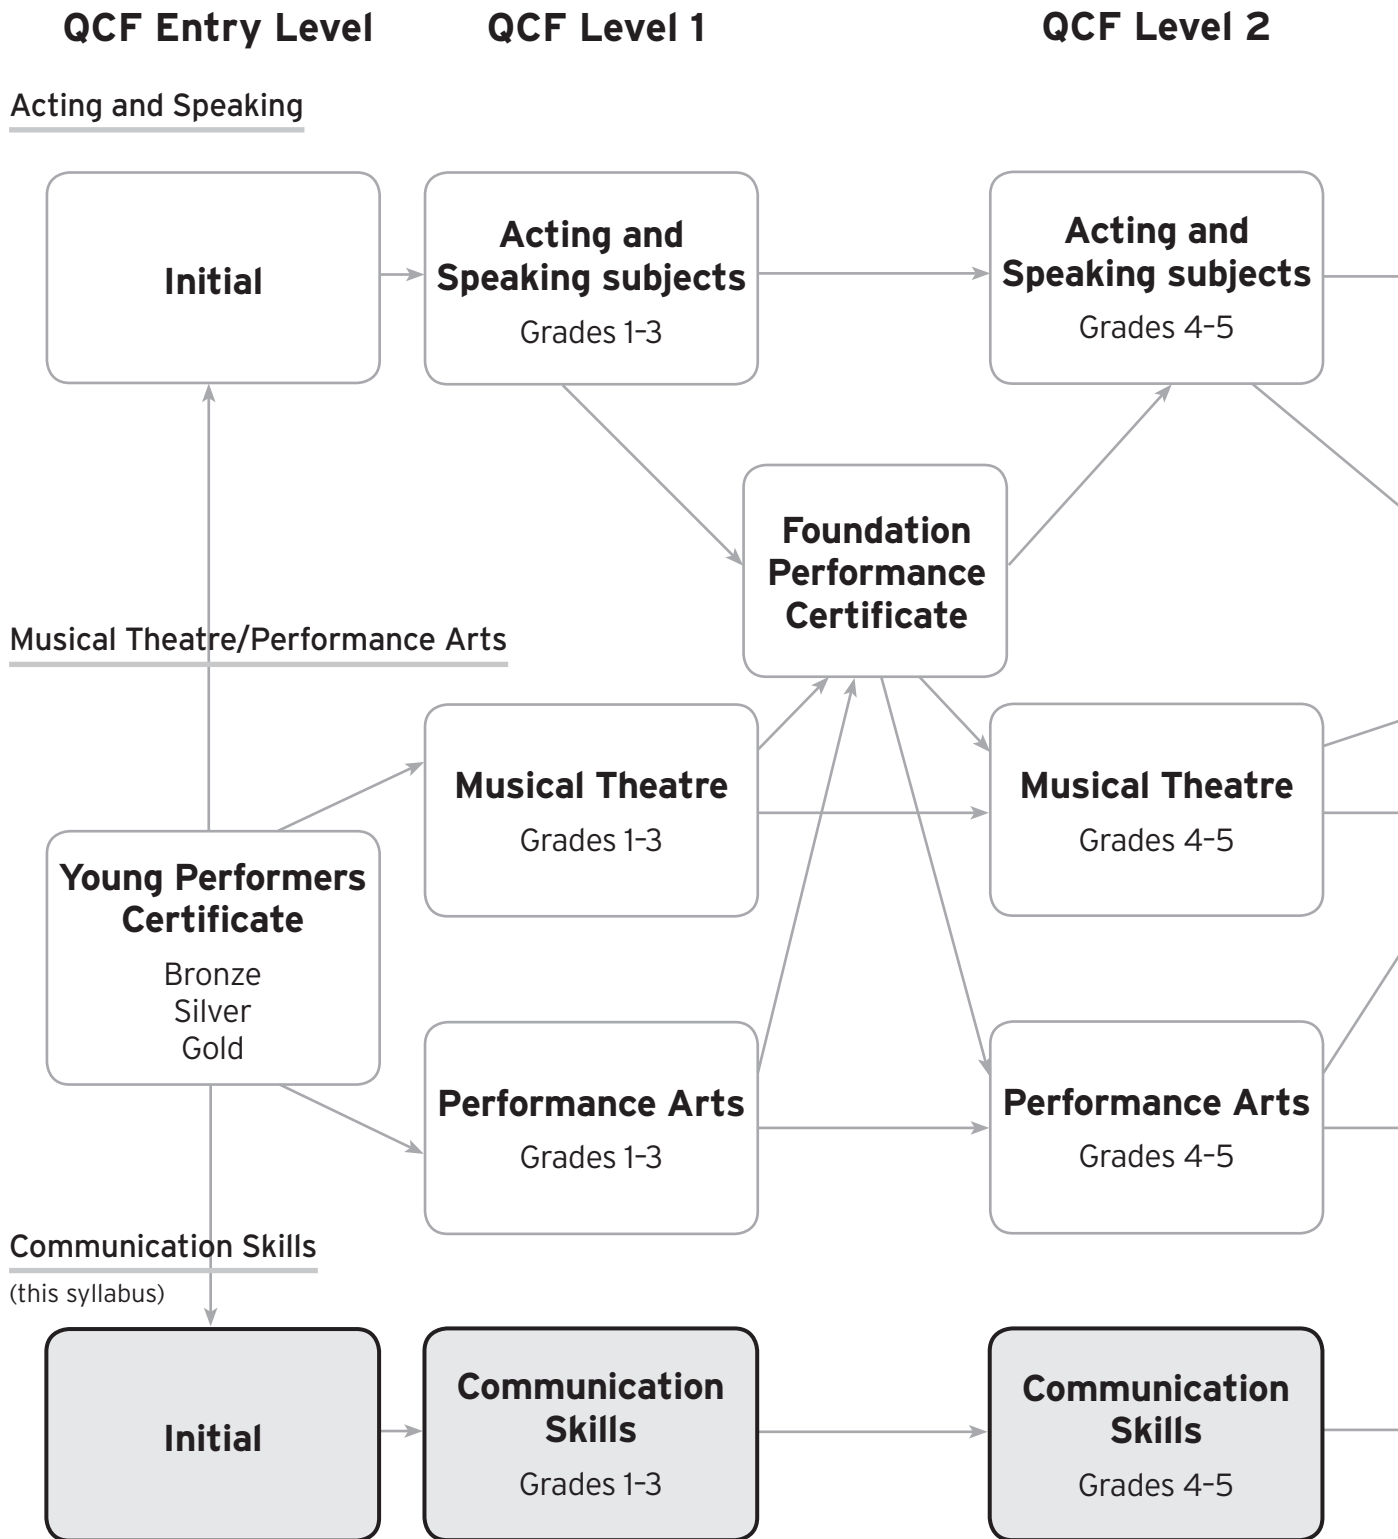 QCF Entry Level
QCF Level 1
QCF Level 2
Acting and Speaking
Initial
Acting and
Speaking subjects
Grades 1–3
Acting and
Speaking subjects
Grades 4–5
Foundation
Performance
Certificate
Musical Theatre/Performance Arts
Musical Theatre
Grades 1–3
Musical Theatre
Grades 4–5
Young Performers
Certificate
Bronze
Silver
Gold
Performance Arts
Grades 1–3
Performance Arts
Grades 4–5
Communication Skills
(this syllabus)
Initial
Communication
Skills
Grades 1–3
Communication
Skills
Grades 4–5